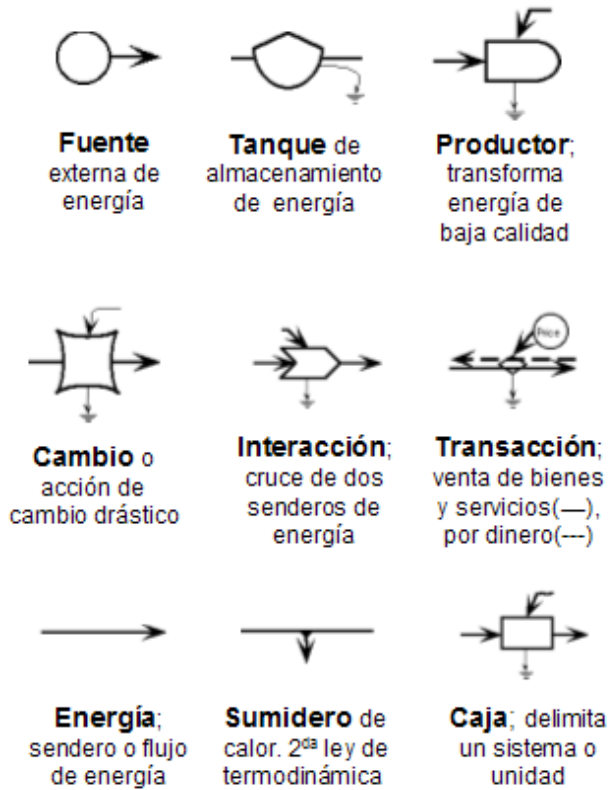 Fuente
externa de
energía
Tanque de
almacenamiento
de energía
Productor;
transforma
energía de
baja calidad
Cambio o
acción de
cambio drástico
Interacción;
cruce de dos
senderos de
energía
Price
Transacción;
venta de bienes
y servicios(—),
por dinero(---)
Energía;
sendero o flujo
de energía
Sumidero de
calor. 2da ley de
termodinámica
Caja; delimita
un sistema o
unidad